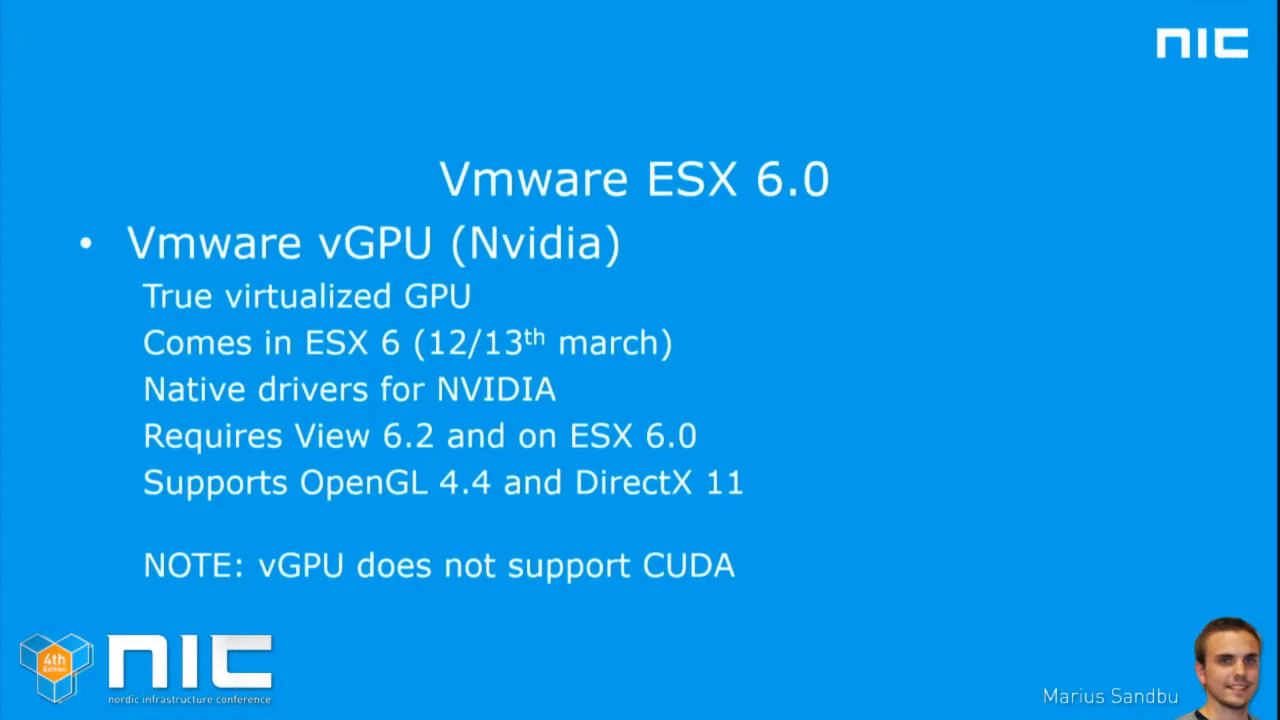 NIC
Vmware ESX 6.0
• Vmware vGPU (Nvidia)
True virtualized GPU
Comes in ESX 6 (12/13th march)
Native drivers for NVIDIA
Requires View 6.2 and on ESX 6.0
Supports OpenGL 4.4 and DirectX 11
NOTE: vGPU does not support CUDA
4th
Edition
NIC
nordic infrastructure conference
Marius Sandbu